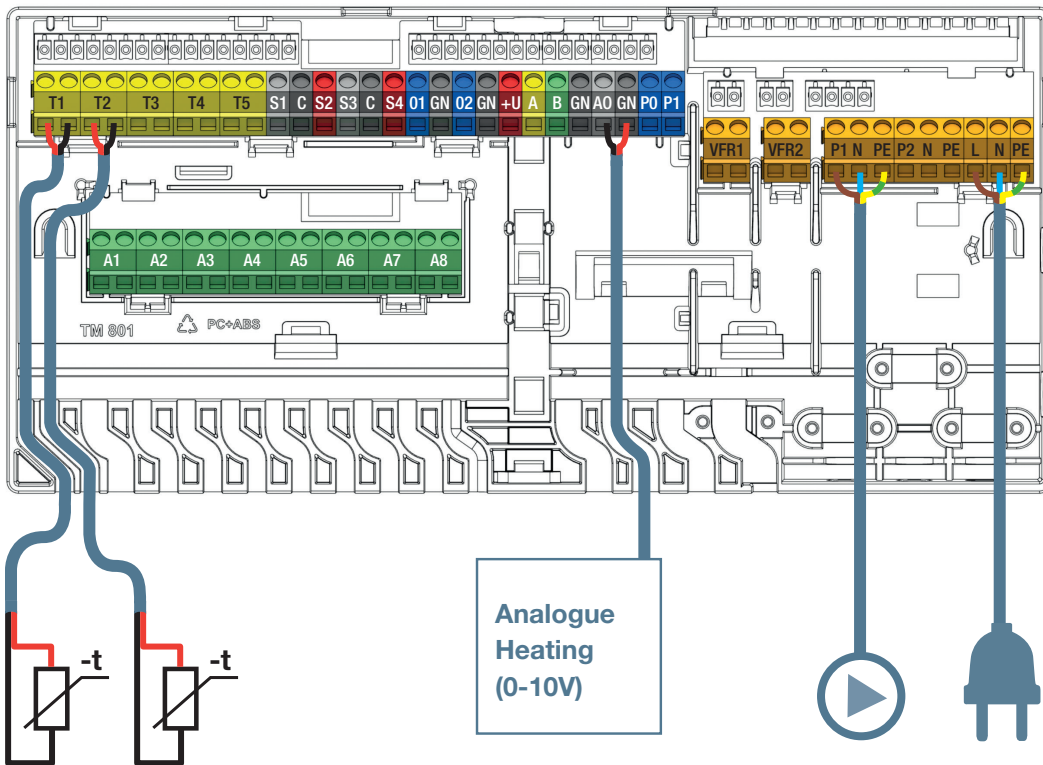 T1 T2 T3 T4 T5 S1 C S2 S3 C S4 01 GN 02 GN +U A B GN AO GN PO P1
VFR1 VFR2 P1 N PE P2 N PE L N PE
A1 A2 A3 A4 A5 A6 A7 A8
TM 801 PC+ABS
Analogue
Heating
(0-10V)
-t -t